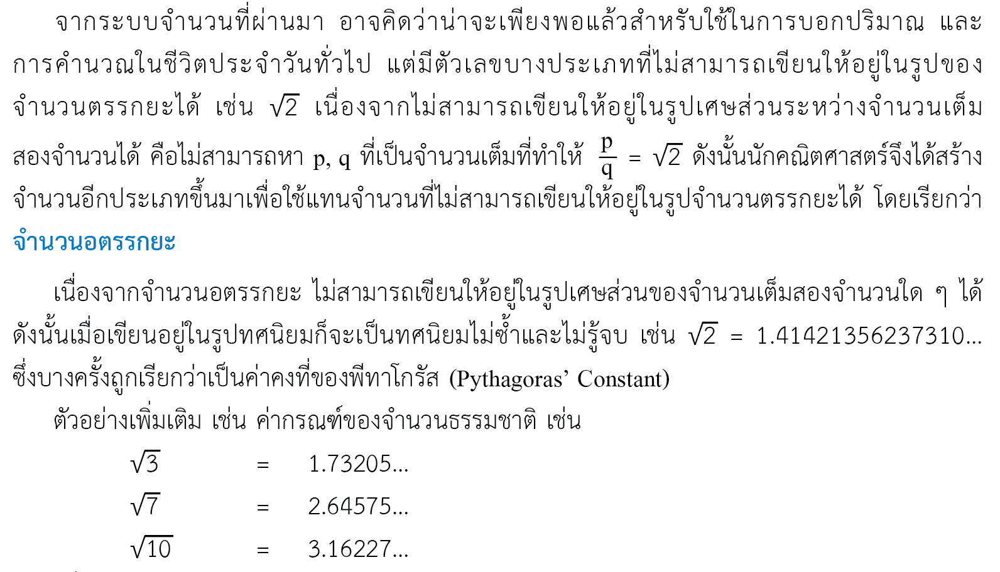 จากระบบจำนวนที่ผ่านมา อาจคิดว่าน่าจะเพียงพอแล้วสำหรับใช้ในการบอกปริมาณ และ
การคำนวณในชีวิตประจำวันทั่วไป แต่มีตัวเลขบางประเภทที่ไม่สามารถเขียนให้อยู่ในรูปของ
จำนวนตรรกยะได้ เช่น √2 เนื่องจากไม่สามารถเขียนให้อยู่ในรูปเศษส่วนระหว่างจำนวนเต็ม
สองจำนวนได้ คือไม่สามารถหา p, q ที่เป็นจำนวนเต็มที่ทำให้ p/q = √2 ดังนั้นนักคณิตศาสตร์จึงได้สร้าง
จำนวนอีกประเภทขึ้นมาเพื่อใช้แทนจำนวนที่ไม่สามารถเขียนให้อยู่ในรูปจำนวนตรรกยะได้ โดยเรียกว่า
จำนวนอตรรกยะ
เนื่องจากจำนวนอตรรกยะ ไม่สามารถเขียนให้อยู่ในรูปเศษส่วนของจำนวนเต็มสองจำนวนใด ๆ ได้
ดังนั้นเมื่อเขียนอยู่ในรูปทศนิยมก็จะเป็นทศนิยมไม่ซ้ำและไม่รู้จบ เช่น √2 = 1.41421356237310...
ซึ่งบางครั้งถูกเรียกว่าเป็นค่าคงที่ของพีทาโกรัส (Pythagoras’ Constant)
ตัวอย่างเพิ่มเติม เช่น ค่ากรณฑ์ของจำนวนธรรมชาติ เช่น
√3 = 1.73205...
√7 = 2.64575...
√10 = 3.16227...